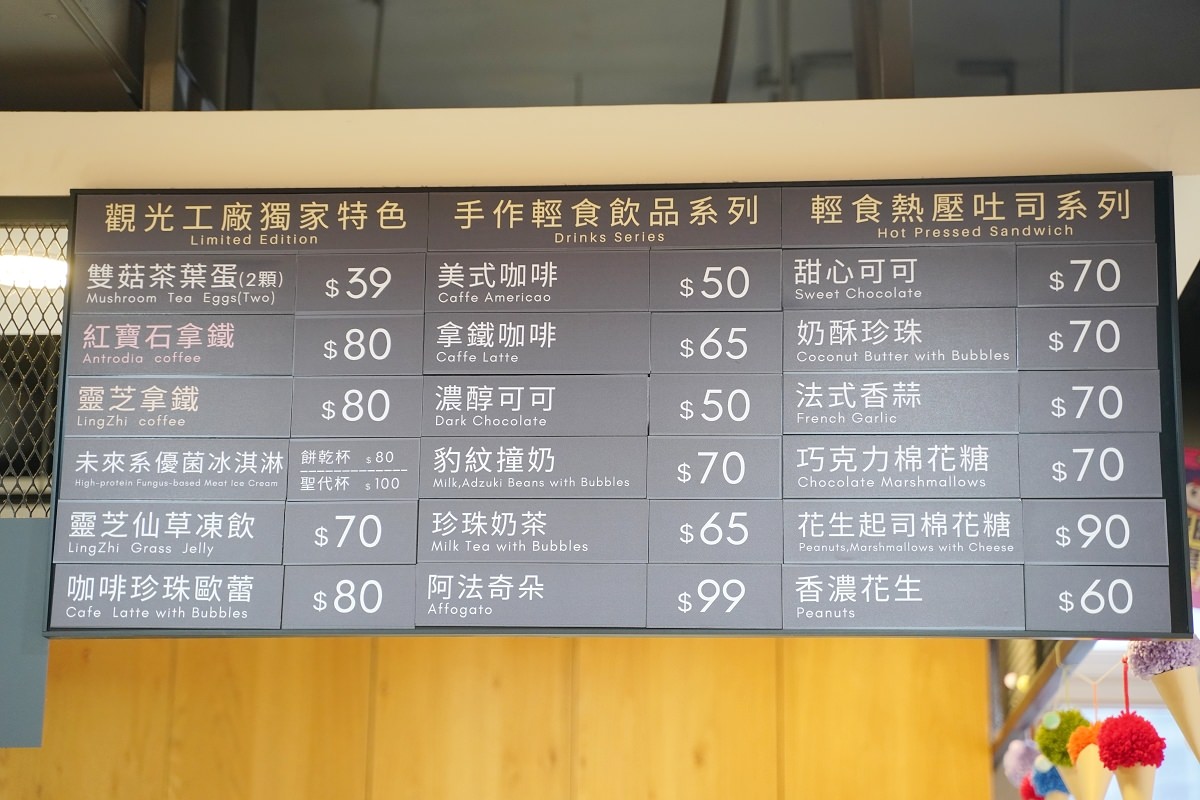 觀光工廠獨家特色
Limited Edition
雙菇茶葉蛋(2顆)
Mushroom Tea Eggs(Two)
$39
紅寶石拿鐵
Antrodia coffee
$80
靈芝拿鐵
LingZhi coffee
$80
未來系優菌冰淇淋
High-protein Fungus-based Meat Ice Cream
餅乾杯 $80
聖代杯 $100
靈芝仙草凍飲
LingZhi Grass Jelly
$70
咖啡珍珠歐蕾
Cafe Latte with Bubbles
$80
手作輕食飲品系列
Drinks Series
美式咖啡
Caffe Americao
$50
拿鐵咖啡
Caffe Latte
$65
濃醇可可
Dark Chocolate
$50
豹紋撞奶
Milk,Adzuki Beans with Bubbles
$70
珍珠奶茶
Milk Tea with Bubbles
$65
阿法奇朵
Affogato
$99
輕食熱壓吐司系列
Hot Pressed Sandwich
甜心可可
Sweet Chocolate
$70
奶酥珍珠
Coconut Butter with Bubbles
$70
法式香蒜
French Garlic
$70
巧克力棉花糖
Chocolate Marshmallows
$70
花生起司棉花糖
Peanuts,Marshmallows with Cheese
$90
香濃花生
Peanuts
$60